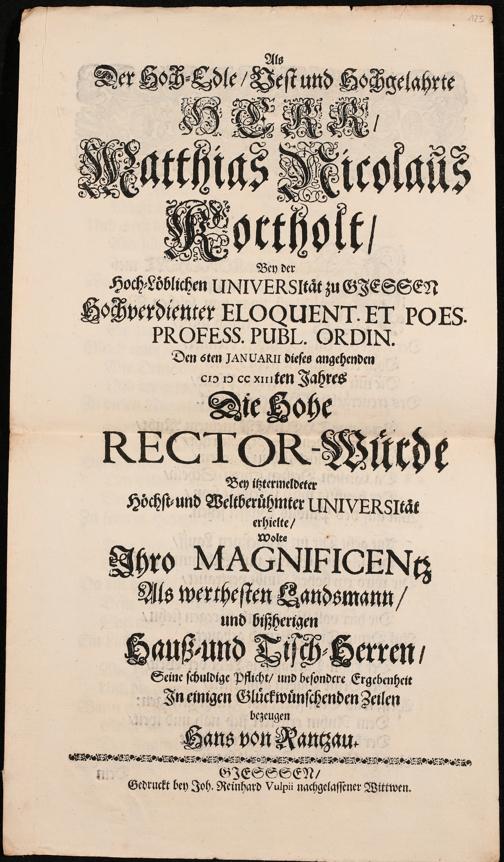 175
Als
Der Hoch-Edle / Vest und Hochgelahrte
HERR /
Matthias Nicolaus
Kortholt /
Bey der
Hoch-Löblichen UNIVERSItät zu GIESSEN
Hochverdienter ELOQUENT. ET POES.
PROFESS. PUBL. ORDIN.
Den 6ten JANUARII dieses angehenden
CIƆ IƆ CC XIIIten Jahres
Die Hohe
RECTOR-Würde
Bey itztermeldeter
Höchst- und Weltberühmter UNIVERSItät
erhielte /
Wolte
Ihro MAGNIFICENtz
Als werthesten Landsmann /
und bißherigen
Hauß- und Tisch-Herren /
Seine schuldige Pflicht / und besondere Ergebenheit
In einigen Glückwünschenden Zeilen
bezeugen
Hans von Rantzau.
GIESSSEN /
Gedruckt bey Joh. Reinhard Vulpii nachgelassener Wittwen.